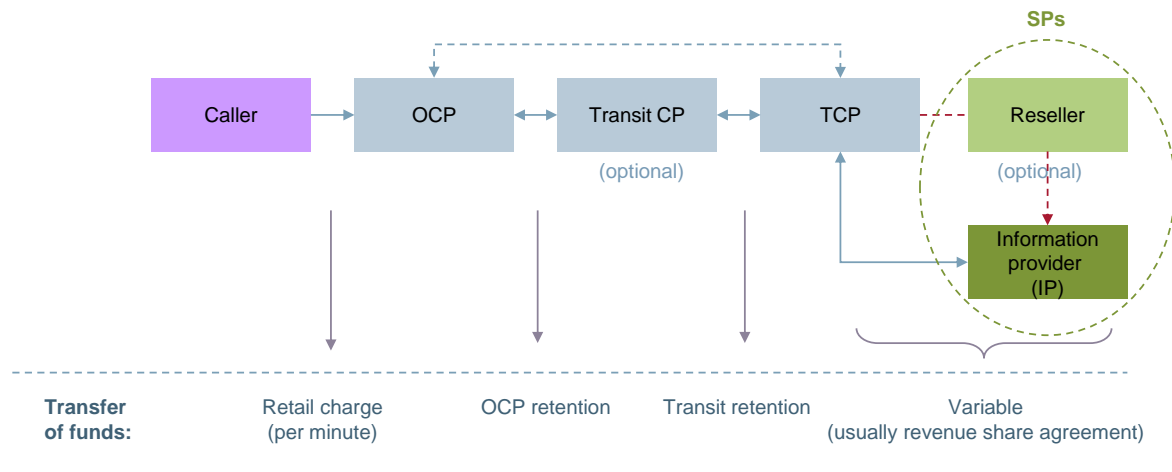 SPs
Caller
OCP
Transit CP
TCP
Reseller
(optional)
(optional)
Information
provider
(IP)
Transfer
of funds:
Retail charge
(per minute)
OCP retention
Transit retention
Variable
(usually revenue share agreement)